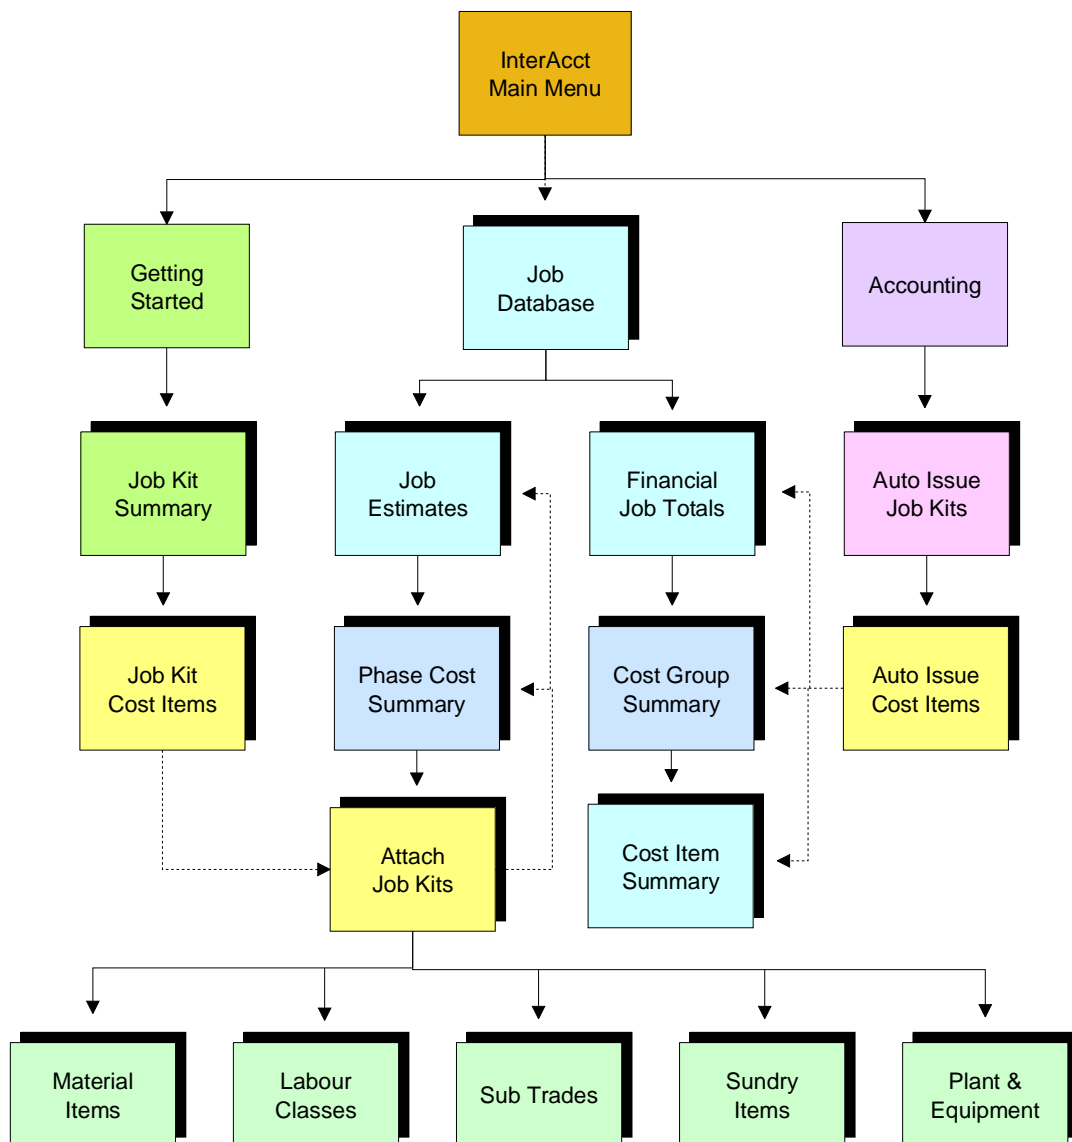 InterAcct
Main Menu
Getting
Started
Job
Database
Accounting
Job Kit
Summary
Job
Estimates
Financial
Job Totals
Auto Issue
Job Kits
Job Kit
Cost Items
Phase Cost
Summary
Cost Group
Summary
Auto Issue
Cost Items
Attach
Job Kits
Cost Item
Summary
Material
Items
Labour
Classes
Sub Trades
Sundry
Items
Plant &
Equipment